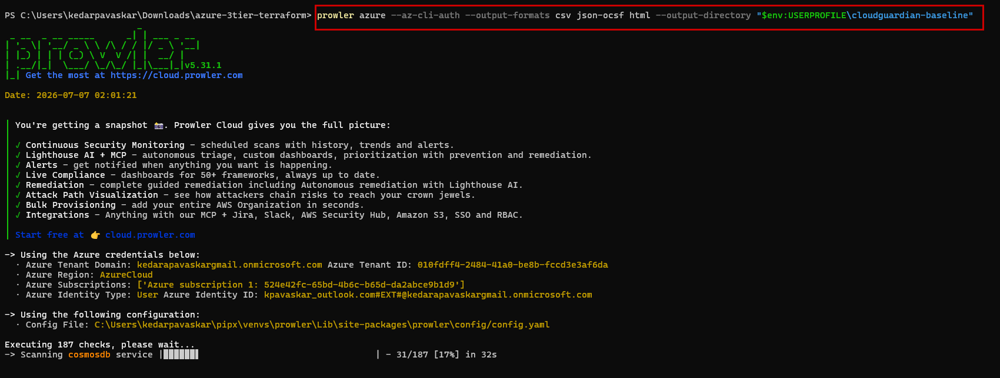 PS C:\Users\kedarpavaskar\Downloads\azure-3tier-terraform> prowler azure --az-cli-auth --output-formats csv json-ocsf html --output-directory "$env:USERPROFILE\cloudguardian-baseline"
prowler v5.31.1
Get the most at https://cloud.prowler.com
Date: 2026-07-07 02:01:21
You're getting a snapshot 📸. Prowler Cloud gives you the full picture:
✓ Continuous Security Monitoring - scheduled scans with history, trends and alerts.
✓ Lighthouse AI + MCP - autonomous triage, custom dashboards, prioritization with prevention and remediation.
✓ Alerts - get notified when anything you want is happening.
✓ Live Compliance - dashboards for 50+ frameworks, always up to date.
✓ Remediation - complete guided remediation including Autonomous remediation with Lighthouse AI.
✓ Attack Path Visualization - see how attackers chain risks to reach your crown jewels.
✓ Bulk Provisioning - add your entire AWS Organization in seconds.
✓ Integrations - Anything with our MCP + Jira, Slack, AWS Security Hub, Amazon S3, SSO and RBAC.
Start free at 👉 cloud.prowler.com
-> Using the Azure credentials below:
· Azure Tenant Domain: kedarapavaskargmail.onmicrosoft.com Azure Tenant ID: 010fdff4-2484-41a0-be8b-fccd3e3af6da
· Azure Region: AzureCloud
· Azure Subscriptions: ['Azure subscription 1: 524e42fc-65bd-4b6c-b65d-da2abce9b1d9']
· Azure Identity Type: User Azure Identity ID: kpavaskar_outlook.com#EXT#@kedarapavaskargmail.onmicrosoft.com
-> Using the following configuration:
· Config File: C:\Users\kedarpavaskar\pipx\venvs\prowler\Lib\site-packages\prowler\config/config.yaml
Executing 187 checks, please wait...
-> Scanning cosmosdb service |███████ | - 31/187 [17%] in 32s